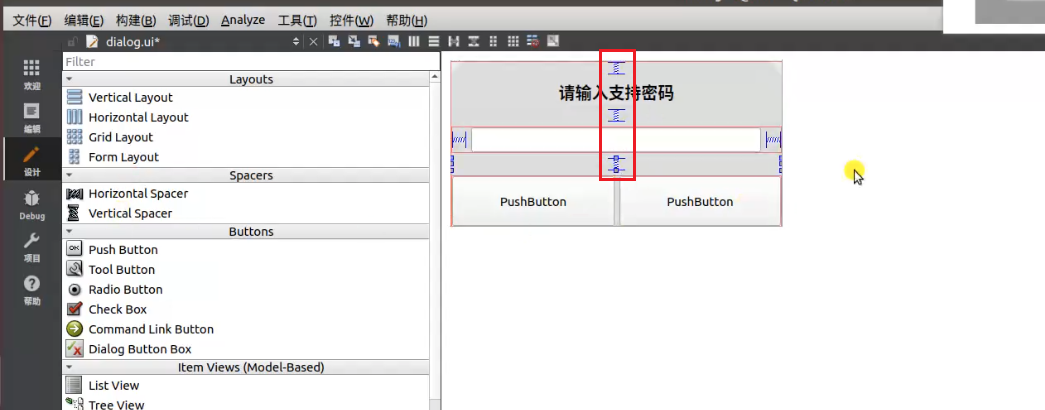 文件(F) 编辑(E) 构建(B) 调试(D) Analyze 工具(T) 控件(W) 帮助(H)
dialog.ui*
欢迎
编辑
设计
Debug
项目
帮助
Filter
Layouts
Vertical Layout
Horizontal Layout
Grid Layout
Form Layout
Spacers
Horizontal Spacer
Vertical Spacer
Buttons
OK Push Button
Tool Button
Radio Button
Check Box
Command Link Button
Dialog Button Box
Item Views (Model-Based)
List View
Tree View
请输入支持密码
PushButton PushButton